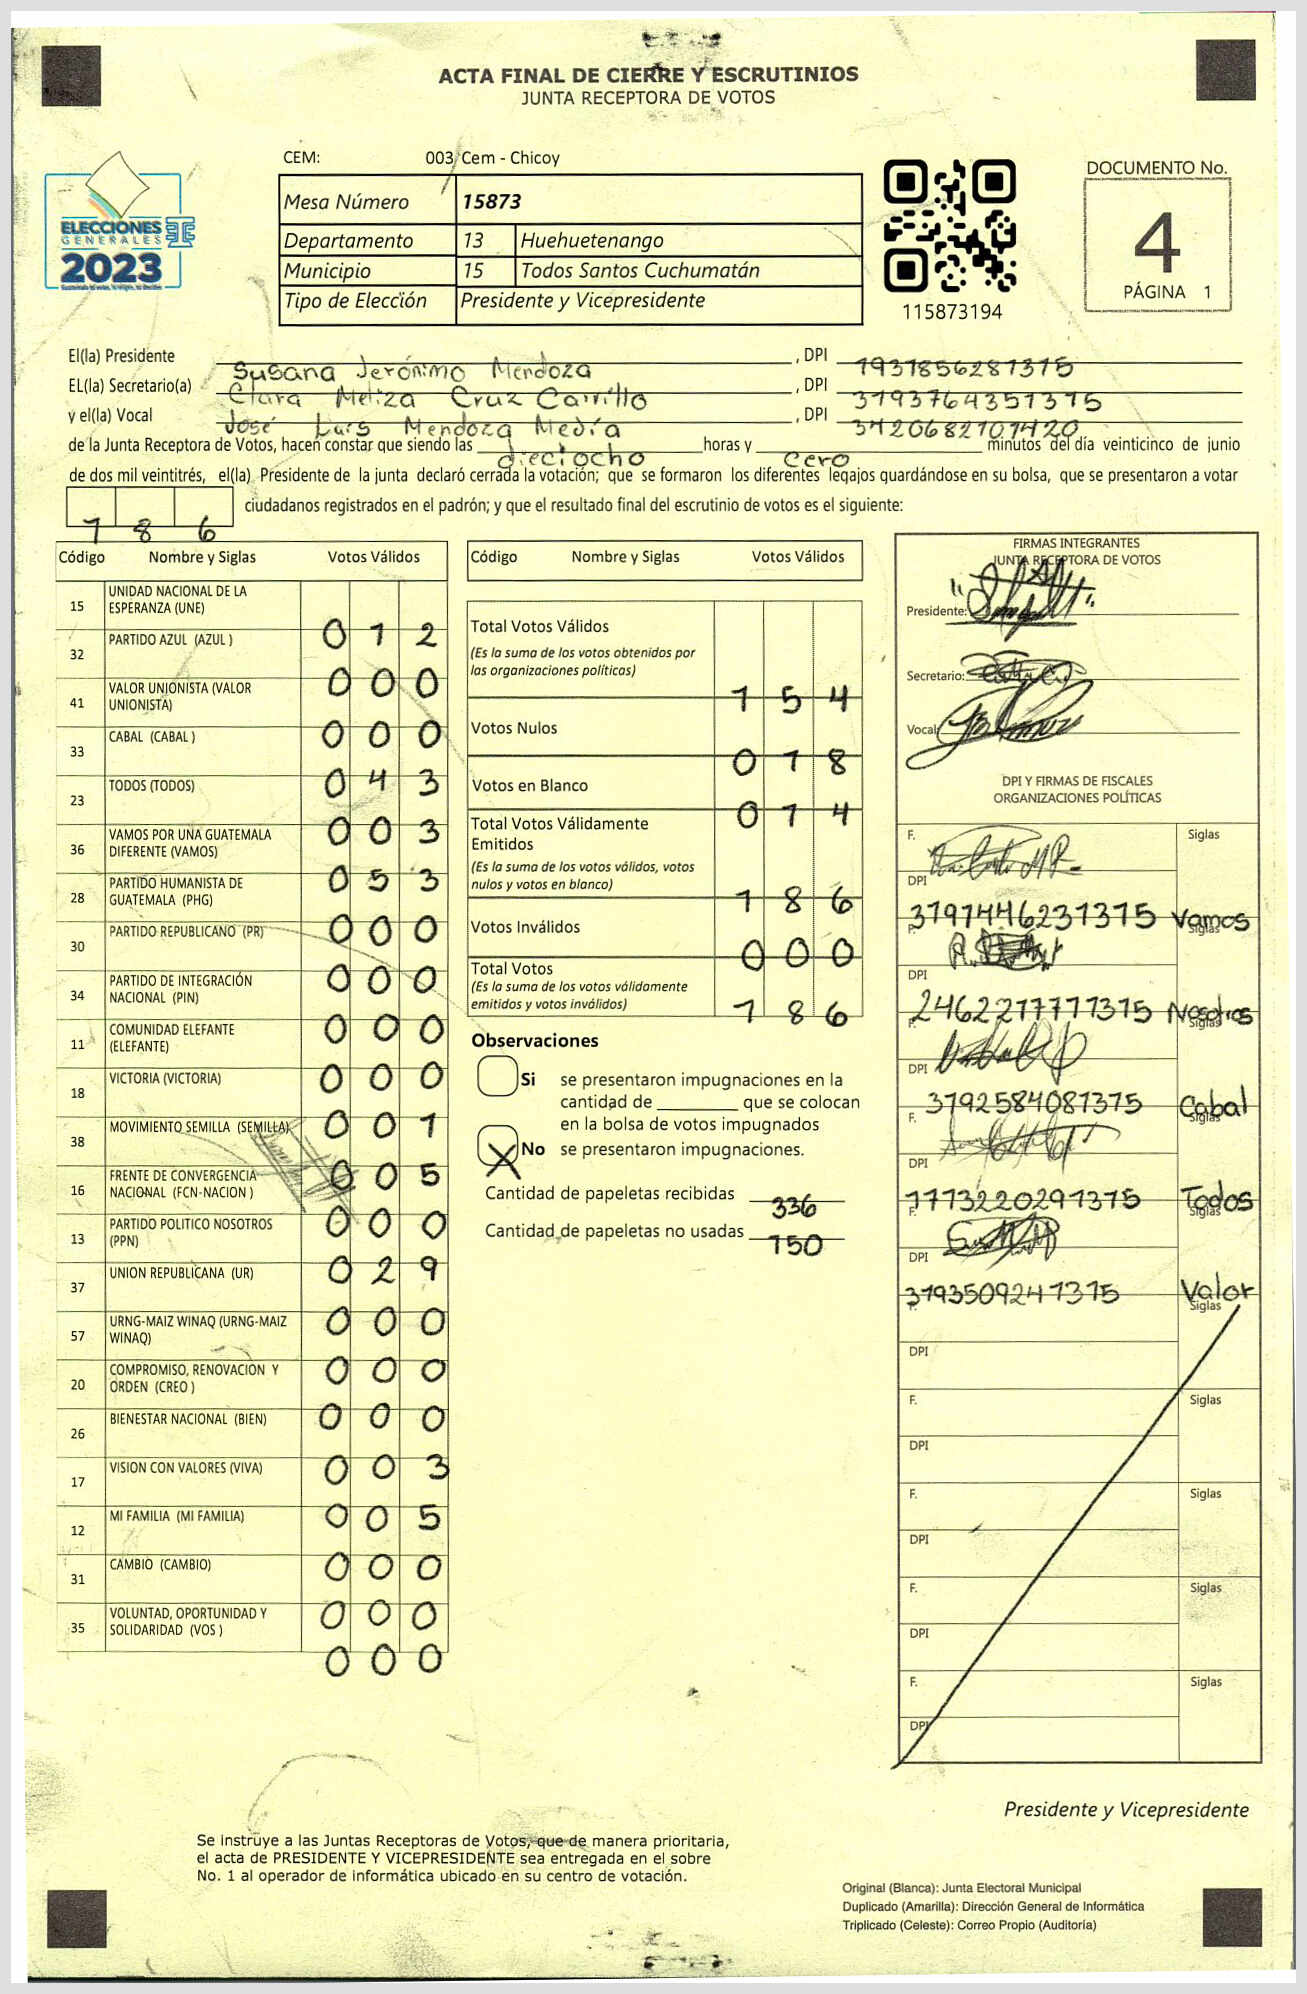 ACTA FINAL DE CIERRE Y ESCRUTINIOS
JUNTA RECEPTORA DE VOTOS
CEM: 003 Cem - Chicoy
DOCUMENTO No.
4
PÁGINA 1
ELECCIONES
GENERALES
2023
Mesa Número 15873
Departamento 13 Huehuetenango
Municipio 15 Todos Santos Cuchumatán
Tipo de Elección Presidente y Vicepresidente
115873194
El(la) Presidente Susana Jerónimo Mendoza , DPI 1931856281315
EL(la) Secretario(a) Clara Meliza Cruz Carrillo , DPI 3193764351315
y el(la) Vocal José Luis Mendoza Media , DPI 3420682101420
de la Junta Receptora de Votos, hacen constar que siendo las dieciocho horas y cero minutos del día veinticinco de junio
de dos mil veintitrés, el(la) Presidente de la junta declaró cerrada la votación; que se formaron los diferentes legajos guardándose en su bolsa, que se presentaron a votar
186 ciudadanos registrados en el padrón; y que el resultado final del escrutinio de votos es el siguiente:
Código Nombre y Siglas Votos Válidos
15 UNIDAD NACIONAL DE LA ESPERANZA (UNE) 0 1 2
32 PARTIDO AZUL (AZUL ) 0 0 0
41 VALOR UNIONISTA (VALOR UNIONISTA) 0 0 0
33 CABAL (CABAL ) 0 4 3
23 TODOS (TODOS) 0 0 3
36 VAMOS POR UNA GUATEMALA DIFERENTE (VAMOS) 0 5 3
28 PARTIDO HUMANISTA DE GUATEMALA (PHG) 0 0 0
30 PARTIDO REPUBLICANO (PR) 0 0 0
34 PARTIDO DE INTEGRACIÓN NACIONAL (PIN) 0 0 0
11 COMUNIDAD ELEFANTE (ELEFANTE) 0 0 0
18 VICTORIA (VICTORIA) 0 0 1
38 MOVIMIENTO SEMILLA (SEMILLA) 0 0 5
16 FRENTE DE CONVERGENCIA NACIONAL (FCN-NACION ) 0 0 0
13 PARTIDO POLITICO NOSOTROS (PPN) 0 2 9
37 UNION REPUBLICANA (UR) 0 0 0
57 URNG-MAIZ WINAQ (URNG-MAIZ WINAQ) 0 0 0
20 COMPROMISO, RENOVACION Y ORDEN (CREO ) 0 0 0
26 BIENESTAR NACIONAL (BIEN) 0 0 3
17 VISION CON VALORES (VIVA) 0 0 5
12 MI FAMILIA (MI FAMILIA) 0 0 0
31 CAMBIO (CAMBIO) 0 0 0
35 VOLUNTAD, OPORTUNIDAD Y SOLIDARIDAD (VOS ) 0 0 0
Código Nombre y Siglas Votos Válidos
Total Votos Válidos
(Es la suma de los votos obtenidos por
las organizaciones políticas)
1 5 4
Votos Nulos
0 1 8
Votos en Blanco
0 1 4
Total Votos Válidamente
Emitidos
(Es la suma de los votos válidos, votos
nulos y votos en blanco)
1 8 6
Votos Inválidos
0 0 0
Total Votos
(Es la suma de los votos válidamente
emitidos y votos inválidos)
1 8 6
Observaciones
Si se presentaron impugnaciones en la
cantidad de ________ que se colocan
en la bolsa de votos impugnados
X No se presentaron impugnaciones.
Cantidad de papeletas recibidas 336
Cantidad de papeletas no usadas 150
FIRMAS INTEGRANTES
JUNTA RECEPTORA DE VOTOS
Presidente:
Secretario:
Vocal
DPI Y FIRMAS DE FISCALES
ORGANIZACIONES POLÍTICAS
F. Siglas
DPI 3191446231315 Vamos
F. Siglas
DPI 2462277771315 Nosotros
F. Siglas
DPI 3192584081315 Cabal
F. Siglas
DPI 1773220291315 Todos
F. Siglas
DPI 3193509241315 Valor
F. Siglas
DPI
F. Siglas
DPI
F. Siglas
DPI
F. Siglas
DPI
F. Siglas
DPI
Presidente y Vicepresidente
Se instruye a las Juntas Receptoras de Votos, que de manera prioritaria,
el acta de PRESIDENTE Y VICEPRESIDENTE sea entregada en el sobre
No. 1 al operador de informática ubicado en su centro de votación.
Original (Blanca): Junta Electoral Municipal
Duplicado (Amarilla): Dirección General de Informática
Triplicado (Celeste): Correo Propio (Auditoría)